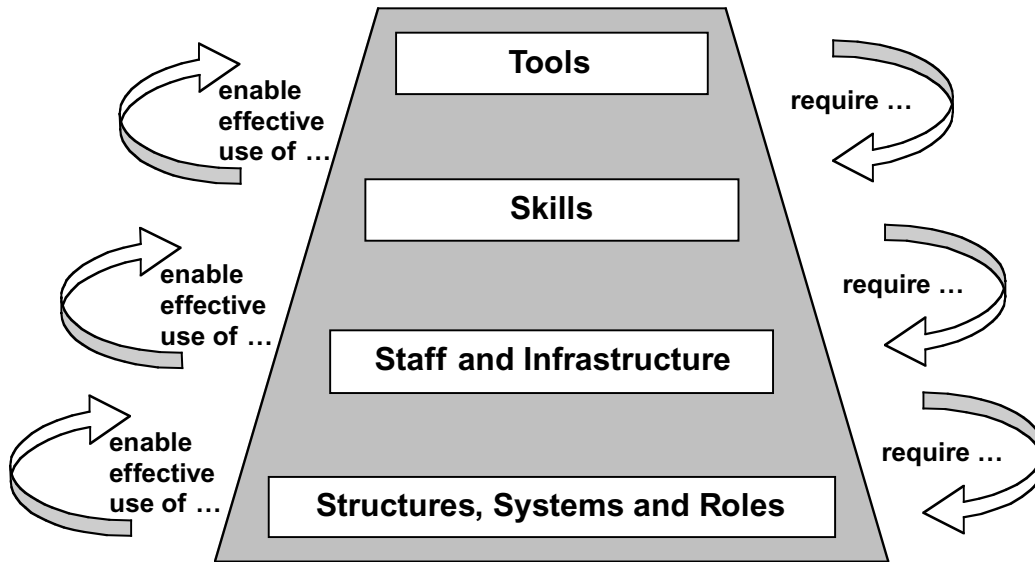 Tools
enable
effective
use of …
require …
Skills
enable
effective
use of …
require …
Staff and Infrastructure
enable
effective
use of …
require …
Structures, Systems and Roles